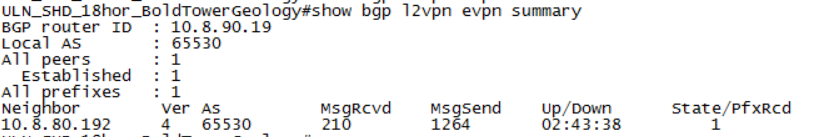 ULN_SHD_18hor_BoldTowerGeology#show bgp l2vpn evpn summary
BGP router ID  : 10.8.90.19
Local AS       : 65530
All peers      : 1
  Established  : 1
All prefixes   : 1
Neighbor        Ver As          MsgRcvd    MsgSend    Up/Down    State/PfxRcd
10.8.80.192     4   65530       210        1264       02:43:38   1